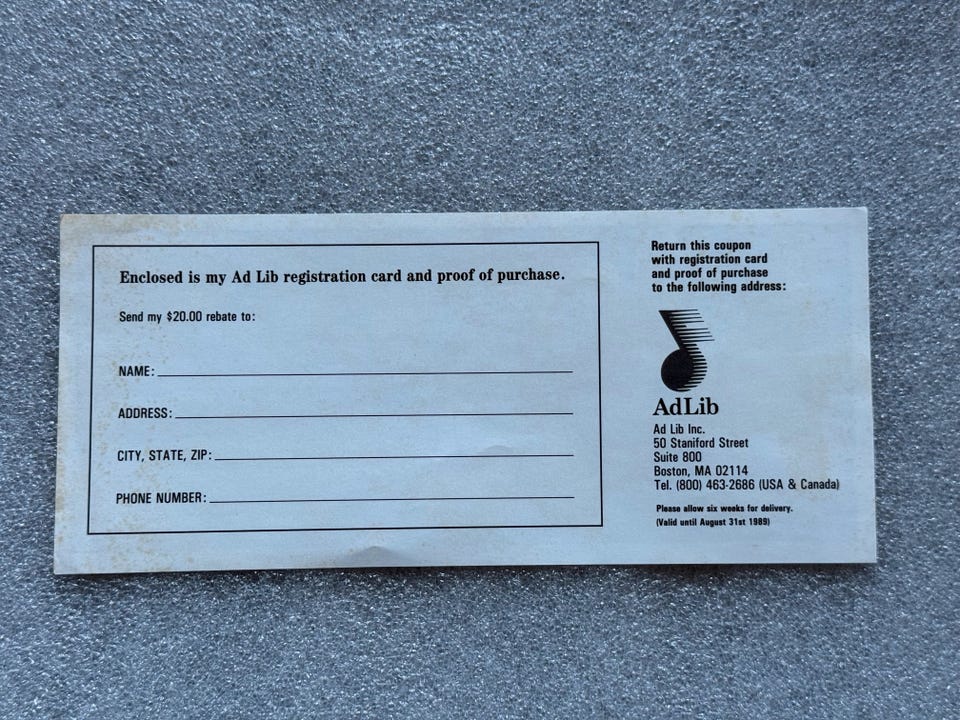 Enclosed is my Ad Lib registration card and proof of purchase.
Send my $20.00 rebate to:
NAME:
ADDRESS:
CITY, STATE, ZIP:
PHONE NUMBER:
Return this coupon
with registration card
and proof of purchase
to the following address:
AdLib
Ad Lib Inc.
50 Staniford Street
Suite 800
Boston, MA 02114
Tel. (800) 463-2686 (USA & Canada)
Please allow six weeks for delivery.
(Valid until August 31st 1989)